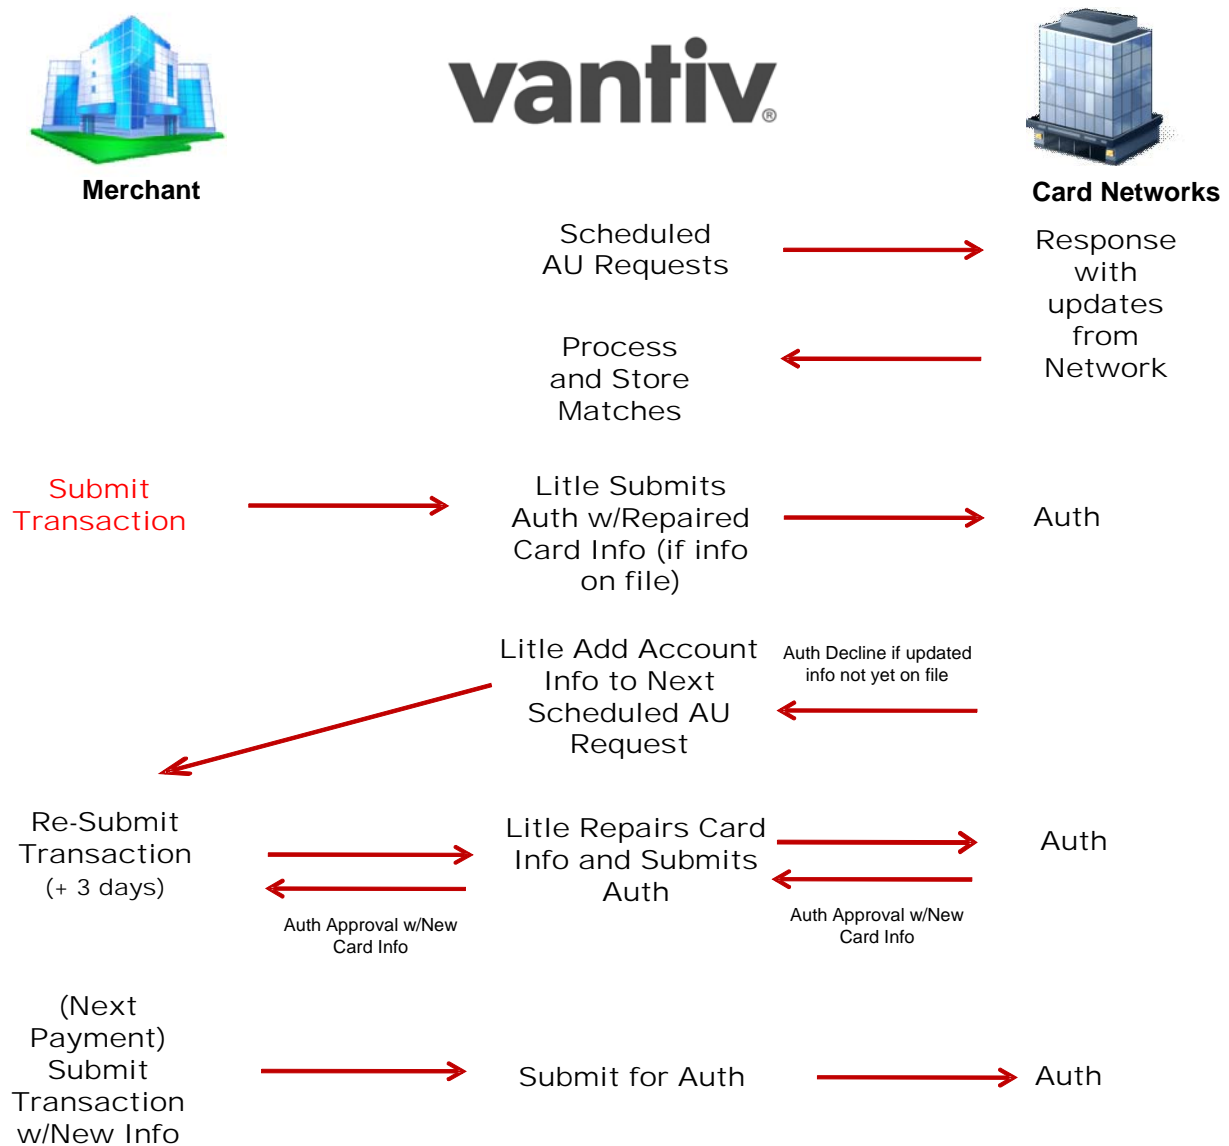 vantiv®
Merchant
Card Networks
Scheduled
AU Requests
Response
with
updates
from
Network
Process
and Store
Matches
Submit
Transaction
Litle Submits
Auth w/Repaired
Card Info (if info
on file)
Auth
Litle Add Account
Info to Next
Scheduled AU
Request
Auth Decline if updated
info not yet on file
Re-Submit
Transaction
(+ 3 days)
Litle Repairs Card
Info and Submits
Auth
Auth
Auth Approval w/New
Card Info
Auth Approval w/New
Card Info
(Next
Payment)
Submit
Transaction
w/New Info
Submit for Auth
Auth